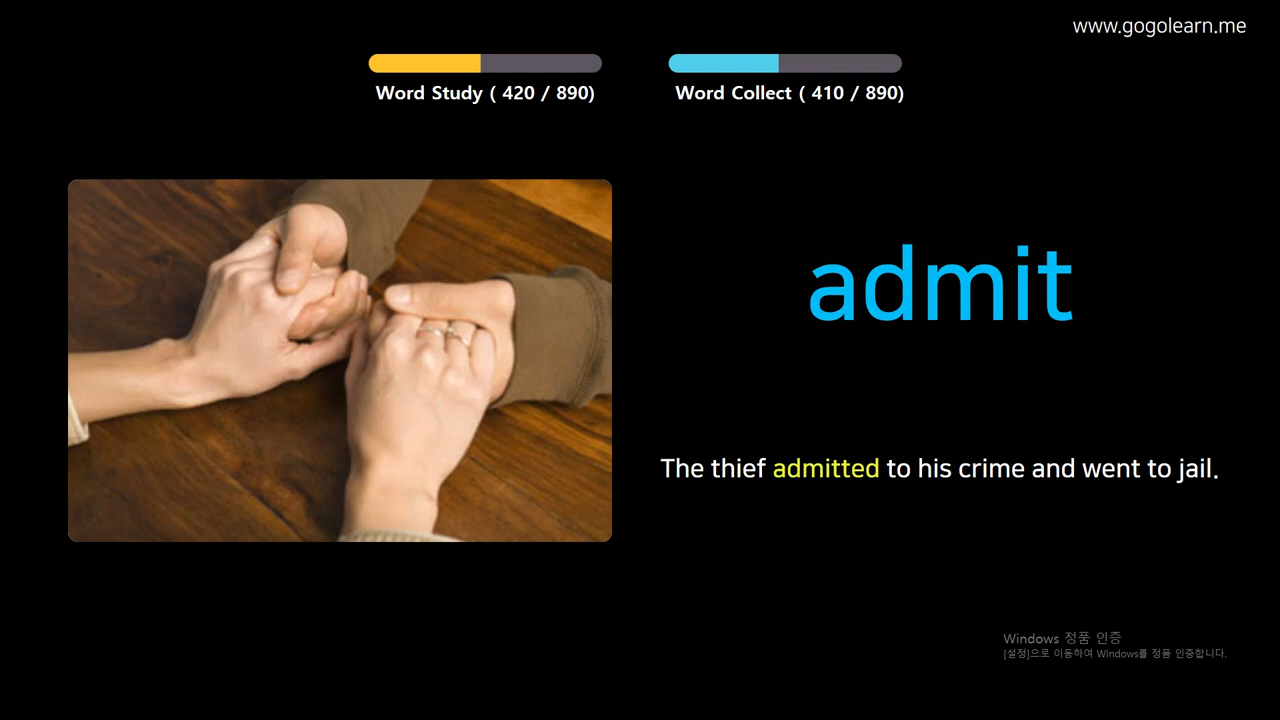 www.gogolearn.me
Word Study ( 420 / 890)
Word Collect ( 410 / 890)
admit
The thief admitted to his crime and went to jail.
Windows 정품 인증
[설정]으로 이동하여 Windows를 정품 인증합니다.